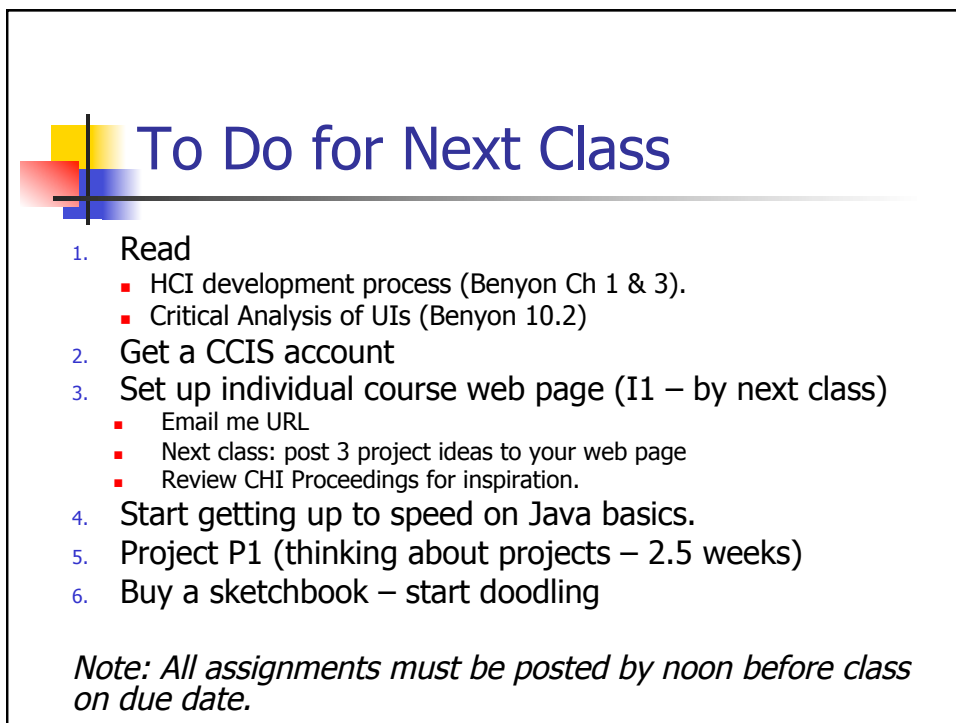 To Do for Next Class
1. Read
■ HCI development process (Benyon Ch 1 & 3).
■ Critical Analysis of UIs (Benyon 10.2)
2. Get a CCIS account
3. Set up individual course web page (I1 – by next class)
■ Email me URL
■ Next class: post 3 project ideas to your web page
■ Review CHI Proceedings for inspiration.
4. Start getting up to speed on Java basics.
5. Project P1 (thinking about projects – 2.5 weeks)
6. Buy a sketchbook – start doodling
Note: All assignments must be posted by noon before class
on due date.